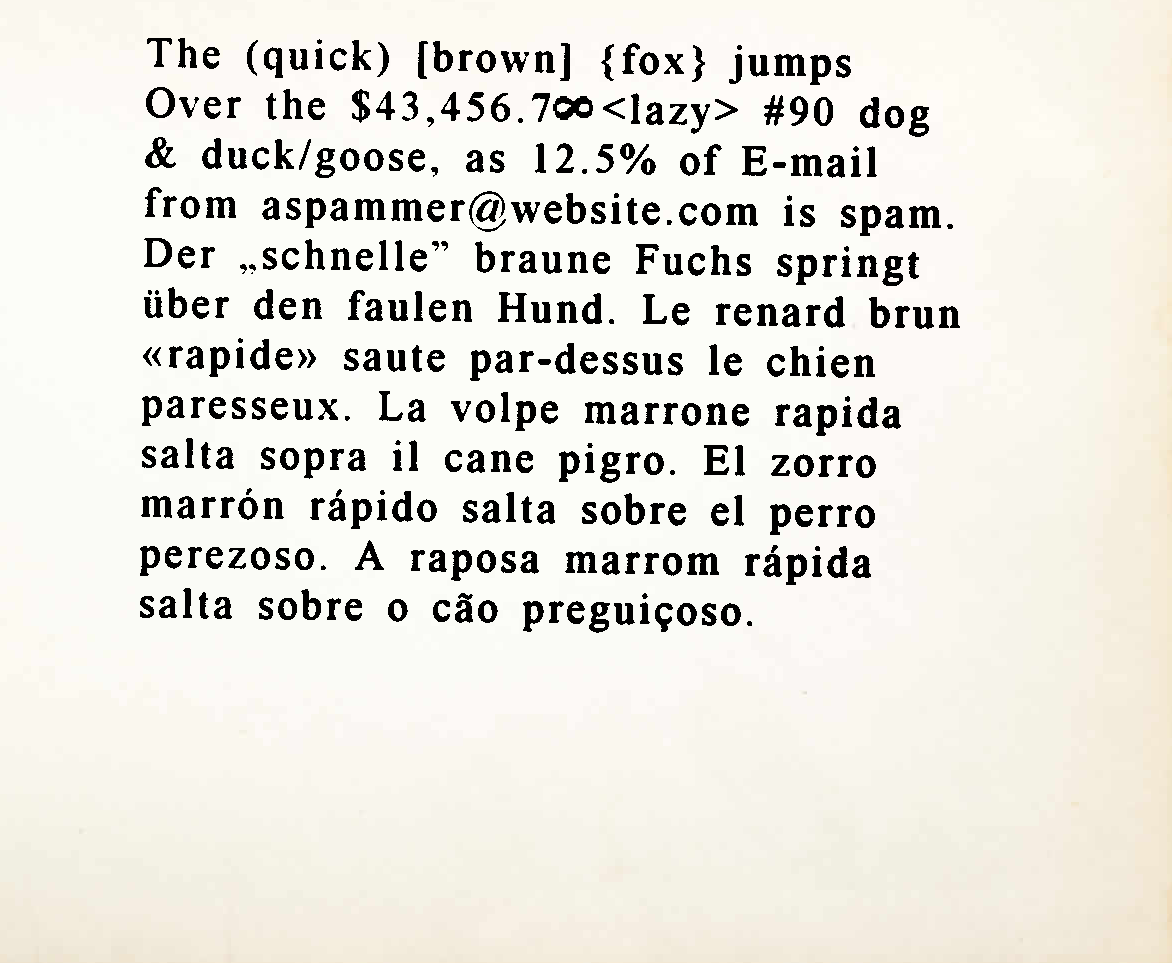 The (quick) [brown] {fox} jumps
Over the $43,456.7∞<lazy> #90 dog
& duck/goose, as 12.5% of E-mail
from aspammer@website.com is spam.
Der „schnelle” braune Fuchs springt
über den faulen Hund. Le renard brun
«rapide» saute par-dessus le chien
paresseux. La volpe marrone rapida
salta sopra il cane pigro. El zorro
marrón rápido salta sobre el perro
perezoso. A raposa marrom rápida
salta sobre o cão preguiçoso.